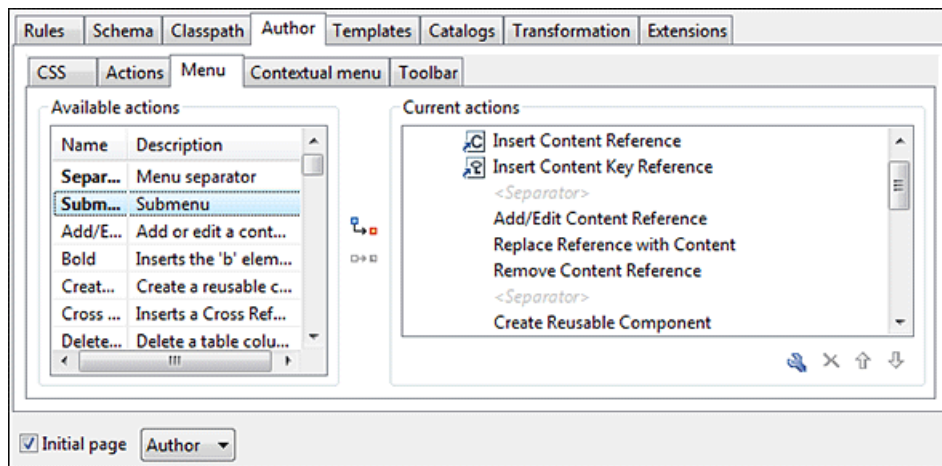 Rules Schema Classpath Author Templates Catalogs Transformation Extensions
CSS Actions Menu Contextual menu Toolbar
Available actions
Name Description
Separ... Menu separator
Subm... Submenu
Add/E... Add or edit a cont...
Bold Inserts the 'b' elem...
Creat... Create a reusable c...
Cross ... Inserts a Cross Ref...
Delete... Delete a table colu...
Current actions
Insert Content Reference
Insert Content Key Reference
<Separator>
Add/Edit Content Reference
Replace Reference with Content
Remove Content Reference
<Separator>
Create Reusable Component
Initial page Author